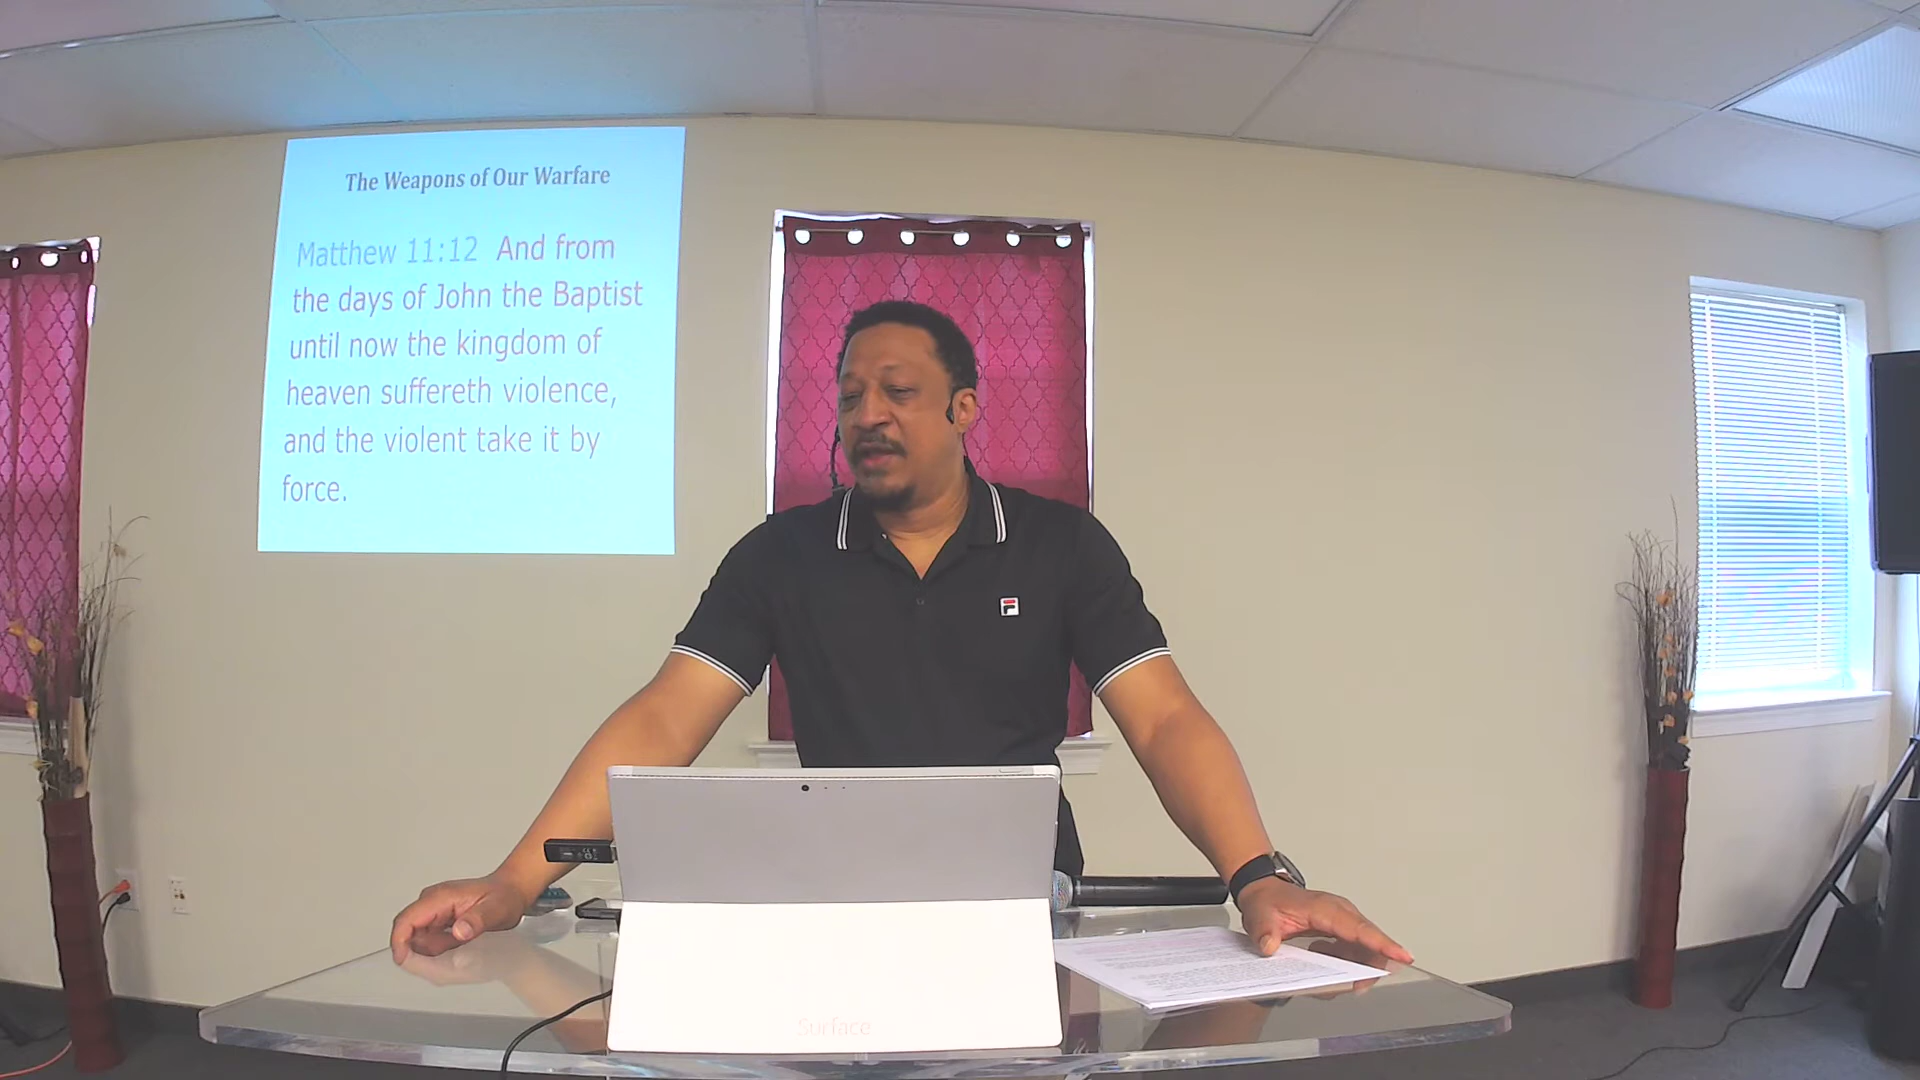 The Weapons of Our Warfare
Matthew 11:12 And from
the days of John the Baptist
until now the kingdom of
heaven suffereth violence,
and the violent take it by
force.
Surface